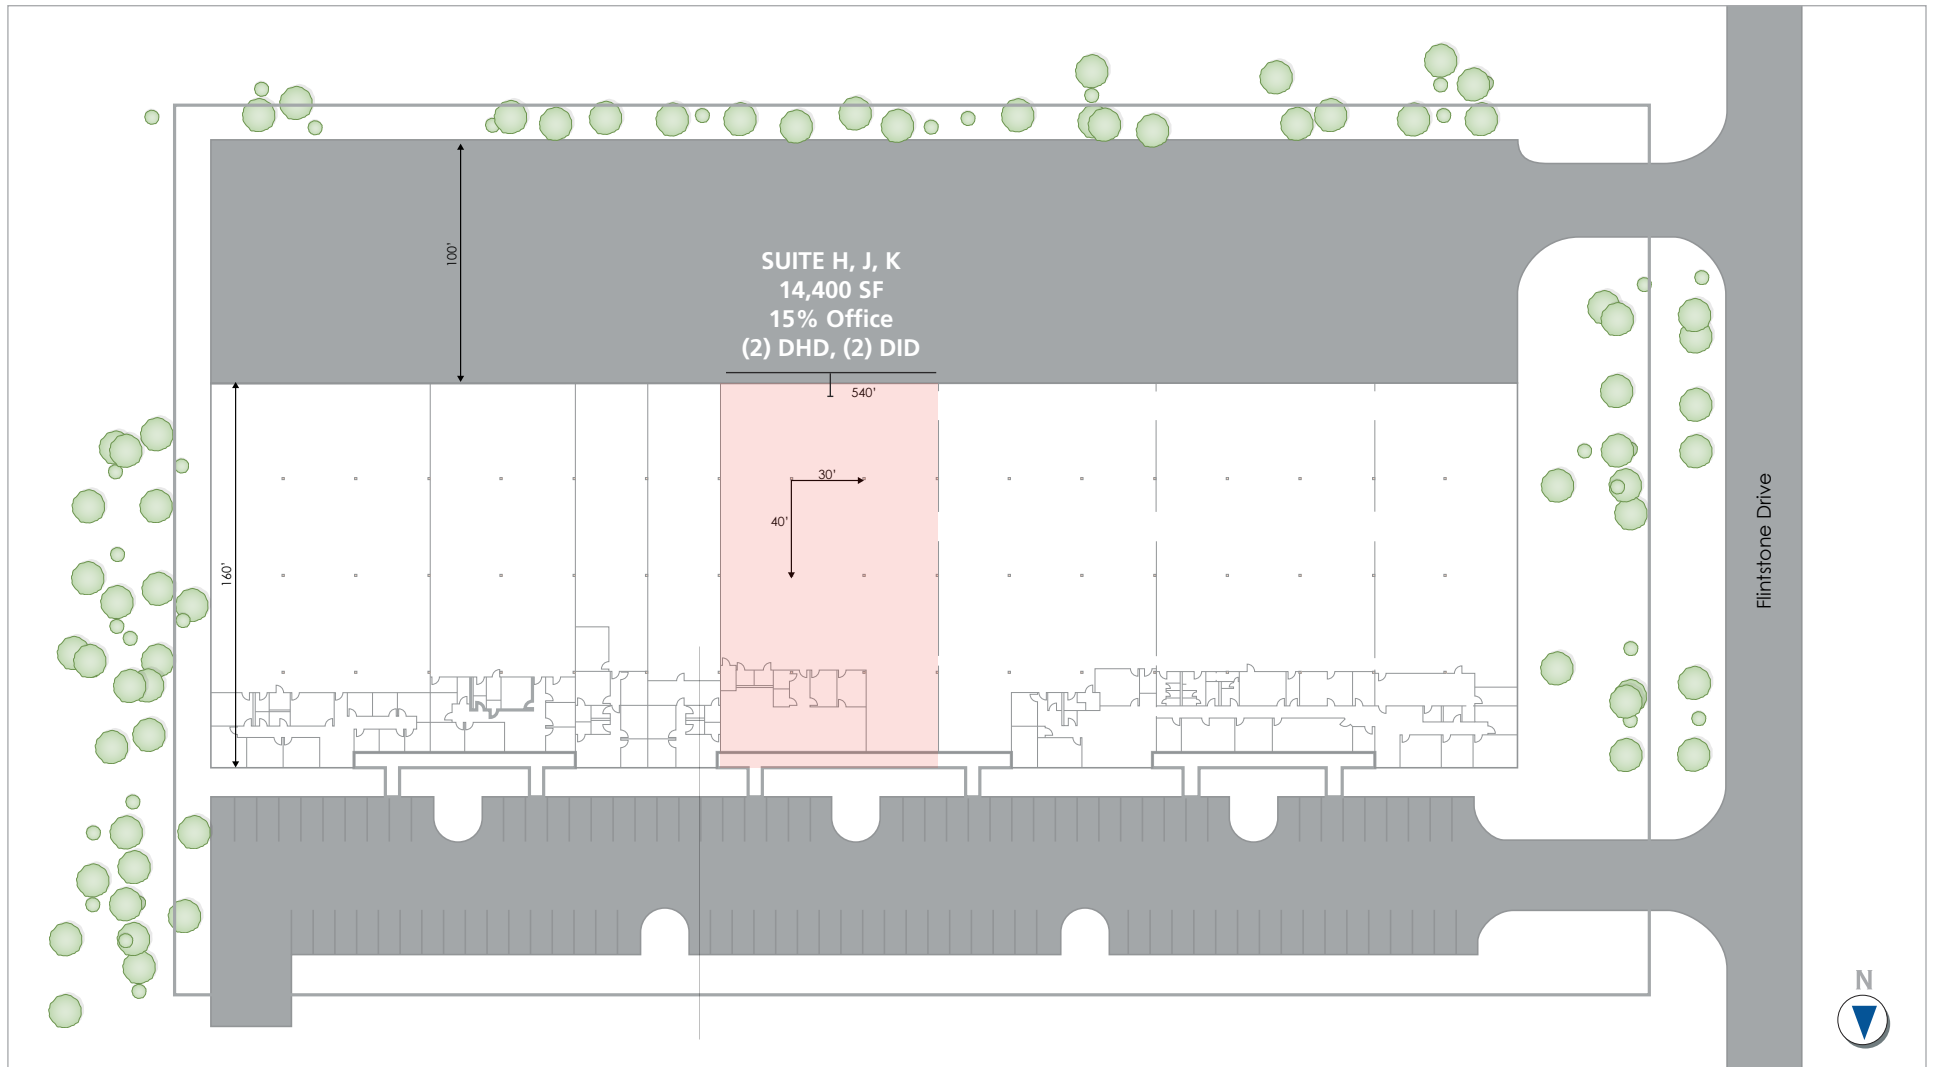 100'
SUITE H, J, K
14,400 SF
15% Office
(2) DHD, (2) DID
540'
30'
40'
160'
Flintstone Drive
N